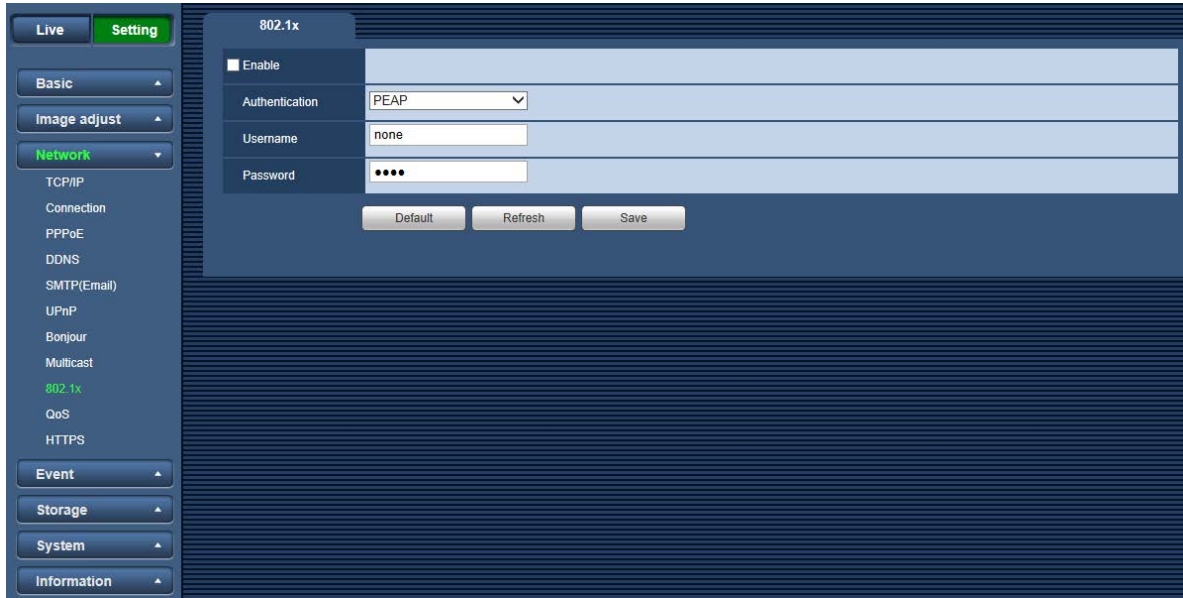 Live Setting
Basic
Image adjust
Network
TCP/IP
Connection
PPPoE
DDNS
SMTP(Email)
UPnP
Bonjour
Multicast
802.1x
QoS
HTTPS
Event
Storage
System
Information
802.1x
Enable
Authentication PEAP
Username none
Password ••••
Default Refresh Save